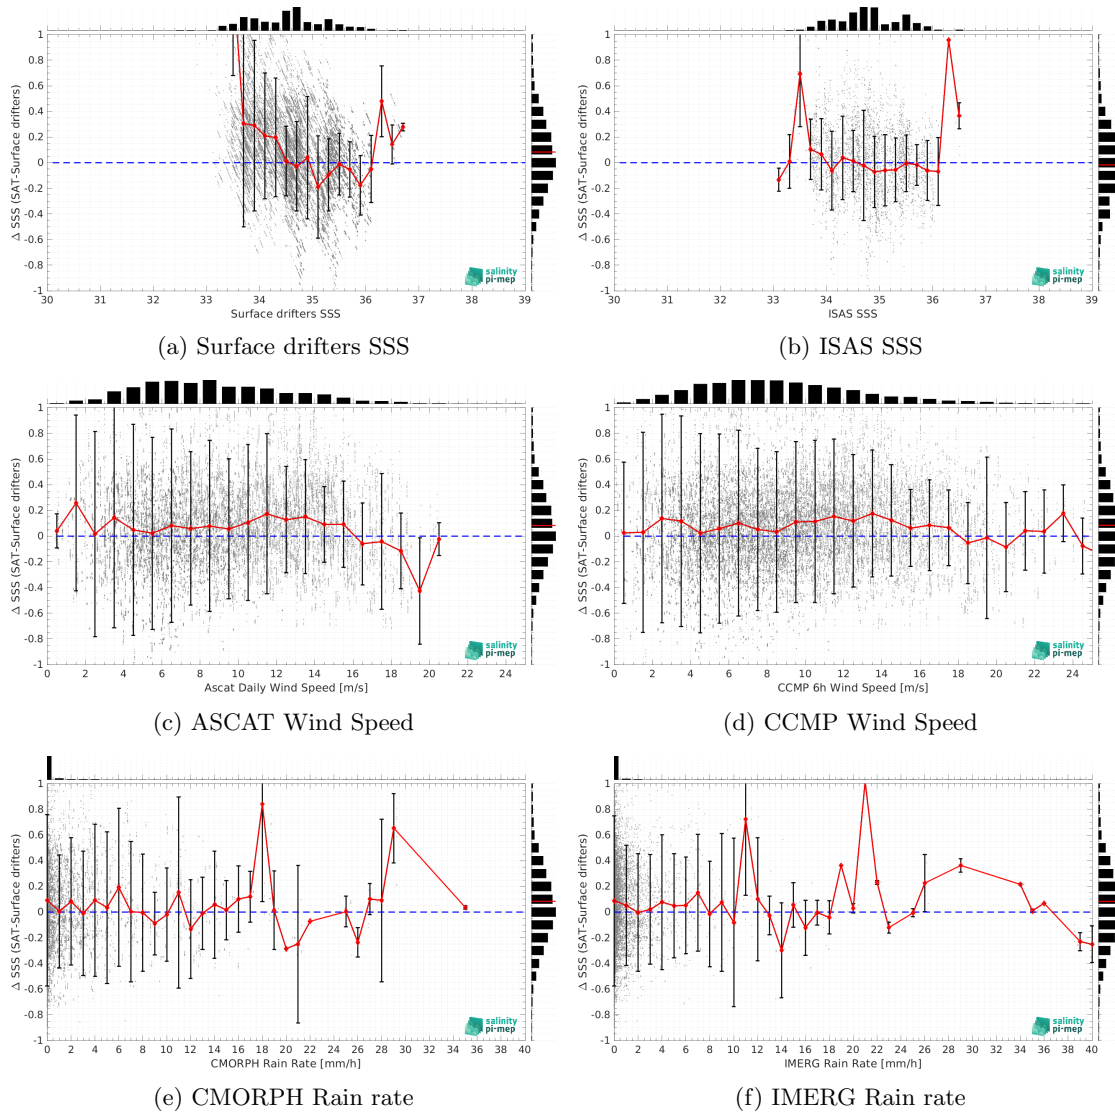 1
0.8
0.6
0.4
0.2
0
-0.2
-0.4
-0.6
-0.8
-1
Δ SSS (SAT-Surface drifters)
salinity
pi-mep
30 31 32 33 34 35 36 37 38 39
Surface drifters SSS
(a) Surface drifters SSS
1
0.8
0.6
0.4
0.2
0
-0.2
-0.4
-0.6
-0.8
-1
Δ SSS (SAT-Surface drifters)
salinity
pi-mep
30 31 32 33 34 35 36 37 38 39
ISAS SSS
(b) ISAS SSS
1
0.8
0.6
0.4
0.2
0
-0.2
-0.4
-0.6
-0.8
-1
Δ SSS (SAT-Surface drifters)
salinity
pi-mep
0 2 4 6 8 10 12 14 16 18 20 22 24
Ascat Daily Wind Speed [m/s]
(c) ASCAT Wind Speed
1
0.8
0.6
0.4
0.2
0
-0.2
-0.4
-0.6
-0.8
-1
Δ SSS (SAT-Surface drifters)
salinity
pi-mep
0 2 4 6 8 10 12 14 16 18 20 22 24
CCMP 6h Wind Speed [m/s]
(d) CCMP Wind Speed
1
0.8
0.6
0.4
0.2
0
-0.2
-0.4
-0.6
-0.8
-1
Δ SSS (SAT-Surface drifters)
salinity
pi-mep
0 2 4 6 8 10 12 14 16 18 20 22 24 26 28 30 32 34 36 38 40
CMORPH Rain Rate [mm/h]
(e) CMORPH Rain rate
1
0.8
0.6
0.4
0.2
0
-0.2
-0.4
-0.6
-0.8
-1
Δ SSS (SAT-Surface drifters)
salinity
pi-mep
0 2 4 6 8 10 12 14 16 18 20 22 24 26 28 30 32 34 36 38 40
IMERG Rain Rate [mm/h]
(f) IMERG Rain rate